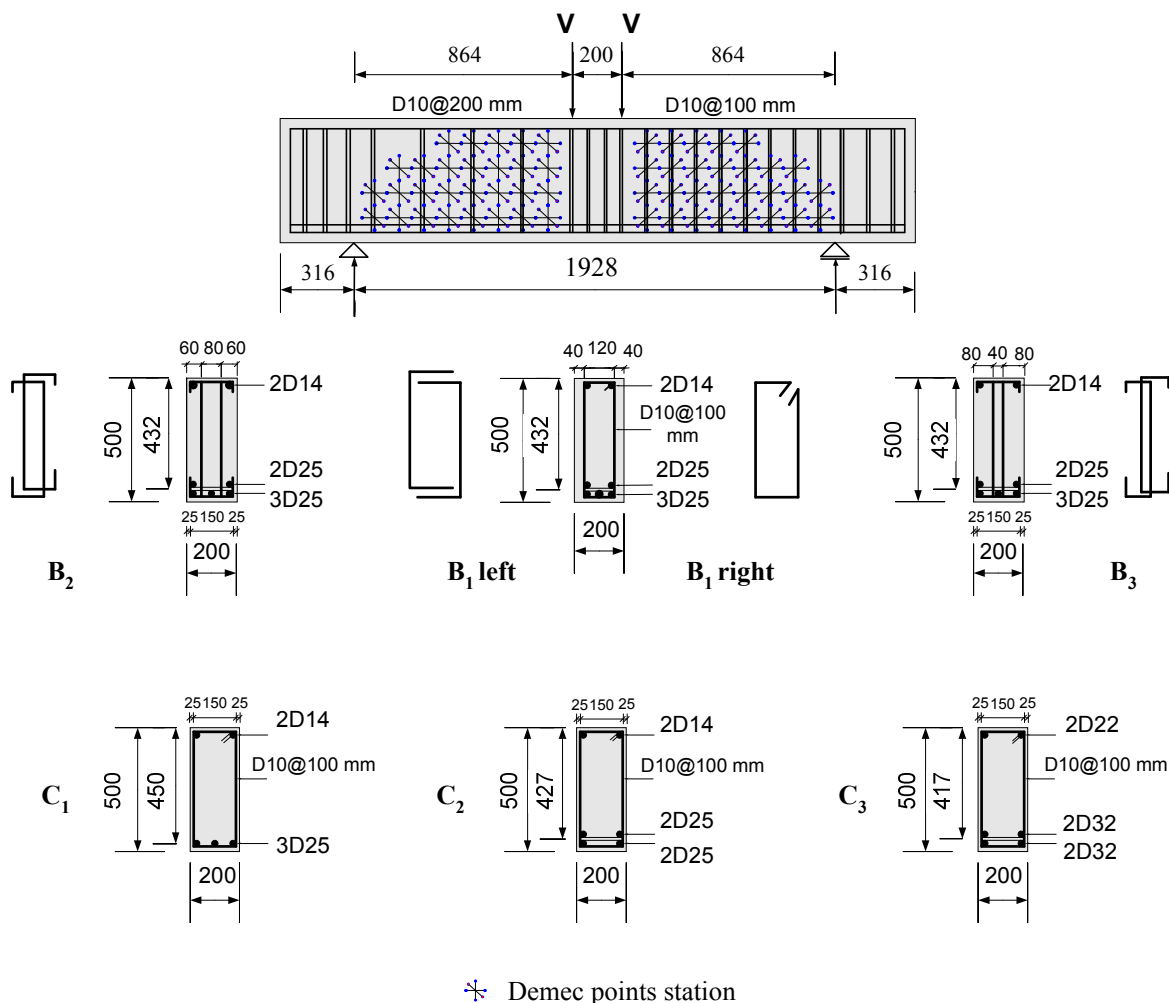 V V
864 200 864
D10@200 mm D10@100 mm
316 1928 316
60 80 60
500
432
2D14
2D25
3D25
25 150 25
200
B2
40 120 40
500
432
2D14
D10@100
mm
2D25
3D25
200
B1 left B1 right
80 40 80
500
432
2D14
2D25
3D25
25 150 25
200
B3
25 150 25
2D14
D10@100 mm
500
450
3D25
200
C1
25 150 25
2D14
D10@100 mm
500
427
2D25
2D25
200
C2
25 150 25
2D22
D10@100 mm
500
417
2D32
2D32
200
C3
Demec points station